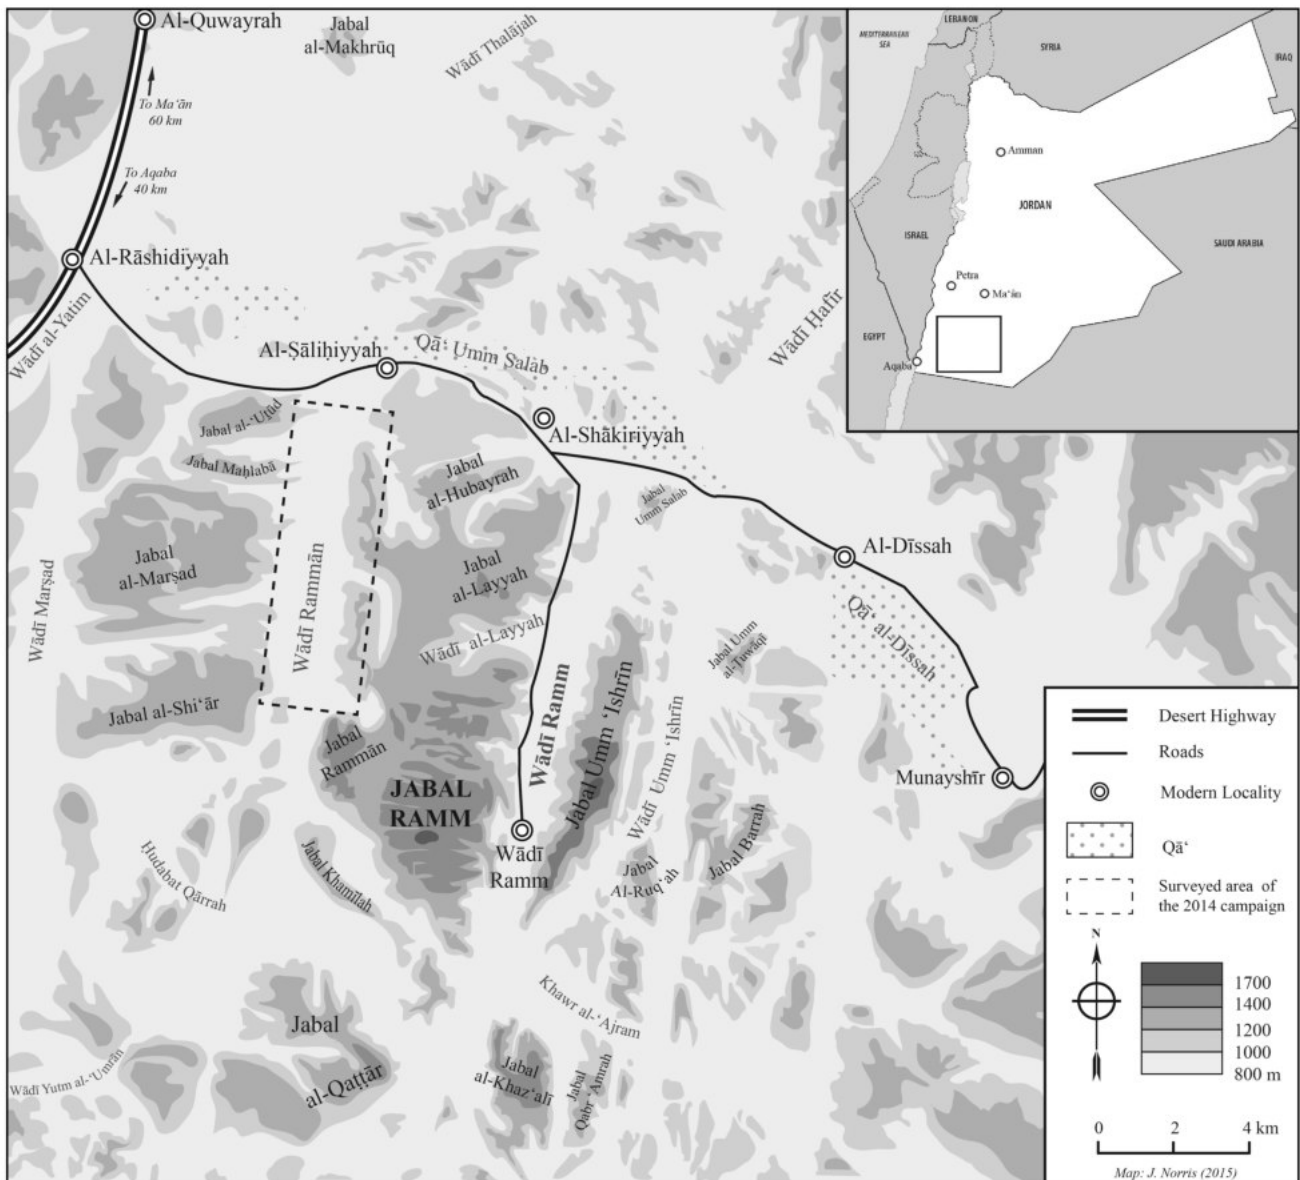 Al-Quwayrah
To Ma‘ān
60 km
To Aqaba
40 km
Jabal
al-Makhrūq
Wādī Thalājah
Al-Rāshidiyyah
Wādī al-Yatim
Al-Ṣāliḥiyyah
Qā‘ Umm Salab
Wādī Ḥafīr
Al-Shākiriyyah
Jabal al-‘Uṭūd
Jabal Maḥlabā
Jabal
al-Hubayrah
Jabal
Umm Salab
Jabal
al-Marṣad
Wādī Marṣad
Wādī Rammān
Jabal
al-Layyah
Wādī al-Layyah
Al-Dīssah
Qā‘ al-Dīssah
Jabal Umm
al-Tuwāqī
Jabal al-Shi‘ār
Jabal
Rammān
JABAL
RAMM
Wādī Ramm
Jabal Umm ‘Ishrīn
Wādī Umm ‘Ishrīn
Munayshīr
Wādī
Ramm
Jabal
Al-Ruq‘ah
Jabal Barrah
Ḥudabat Qārrah
Jabal Khamīlah
Khawr al-‘Ajram
Jabal
al-Qaṭṭār
Jabal
al-Khaz‘alī
Jabal
Qabr ‘Amrah
Wādī Yutm al-‘Umrān
LEBANON
MEDITERRANEAN
SEA
SYRIA
IRAQ
Amman
JORDAN
ISRAEL
SAUDI ARABIA
Petra
Ma‘ān
EGYPT
Aqaba
Desert Highway
Roads
Modern Locality
Qā‘
Surveyed area of
the 2014 campaign
N
1700
1400
1200
1000
800 m
0 2 4 km
Map: J. Norris (2015)